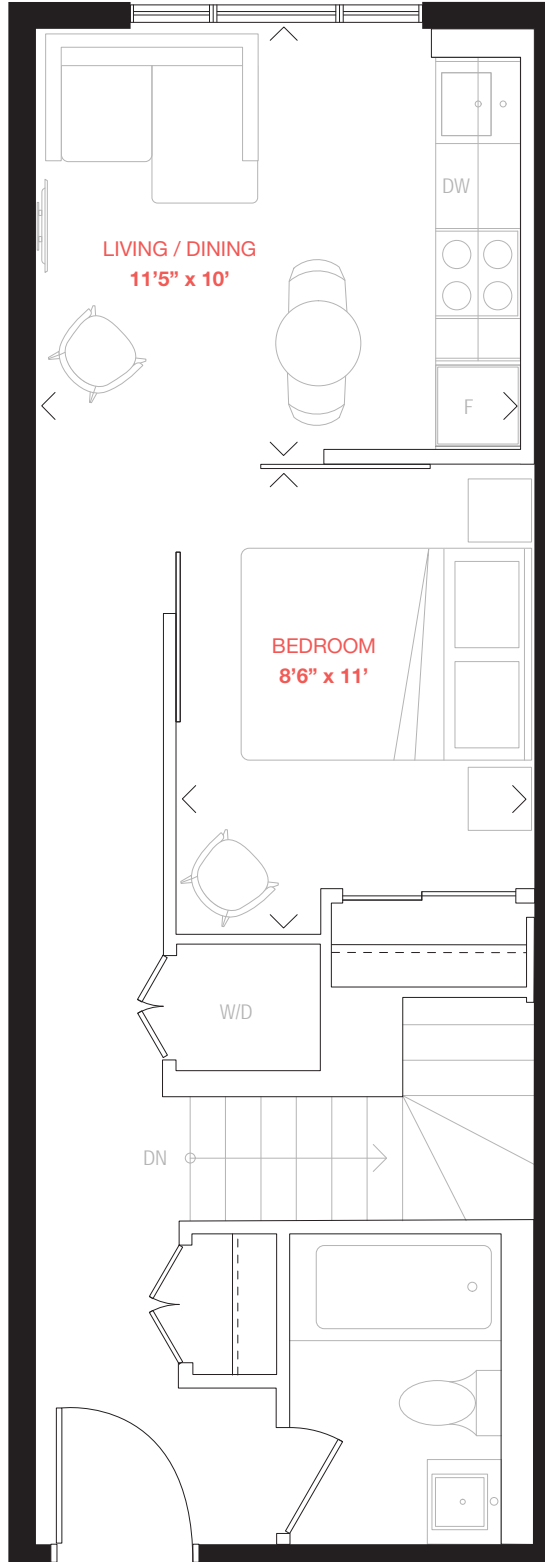 DW
LIVING / DINING
11’5” x 10’
F
BEDROOM
8’6” x 11’
W/D
DN